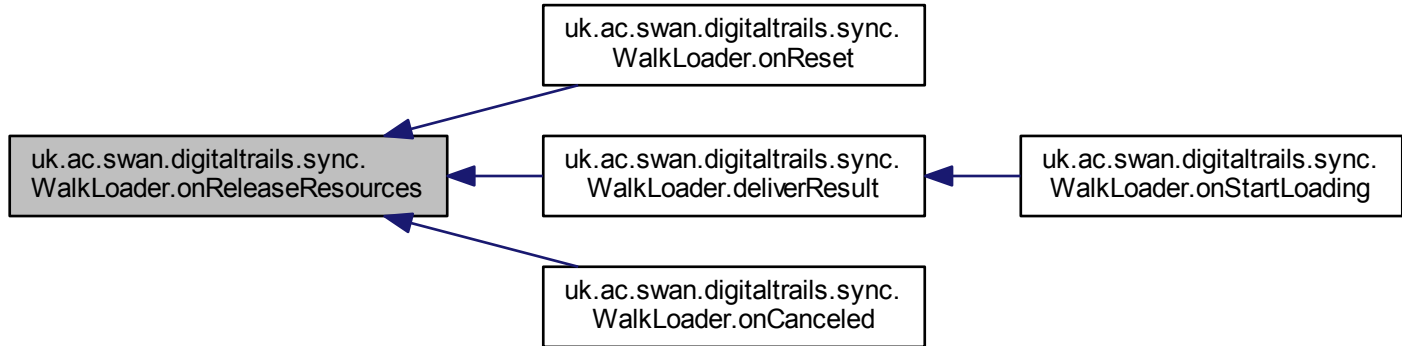 uk.ac.swan.digitaltrails.sync.
WalkLoader.onReset
uk.ac.swan.digitaltrails.sync.
WalkLoader.onReleaseResources
uk.ac.swan.digitaltrails.sync.
WalkLoader.deliverResult
uk.ac.swan.digitaltrails.sync.
WalkLoader.onStartLoading
uk.ac.swan.digitaltrails.sync.
WalkLoader.onCanceled